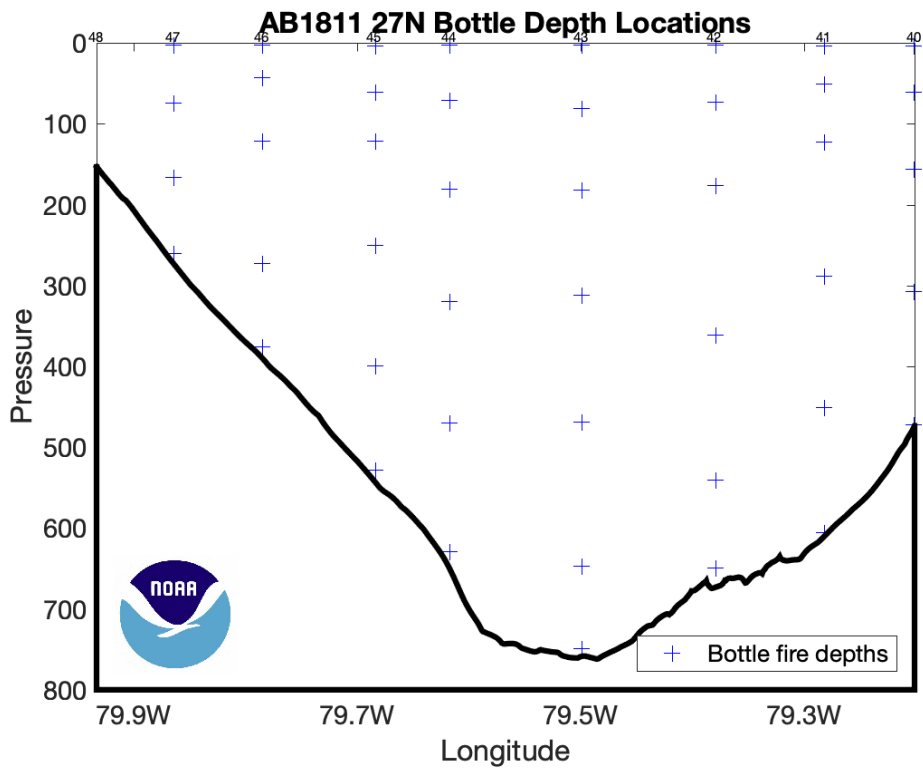 AB1811 27N Bottle Depth Locations
48 47 46 45 44 43 42 41 40
0
100
200
300
400
500
600
700
800
Pressure
NOAA
Bottle fire depths
79.9W 79.7W 79.5W 79.3W
Longitude